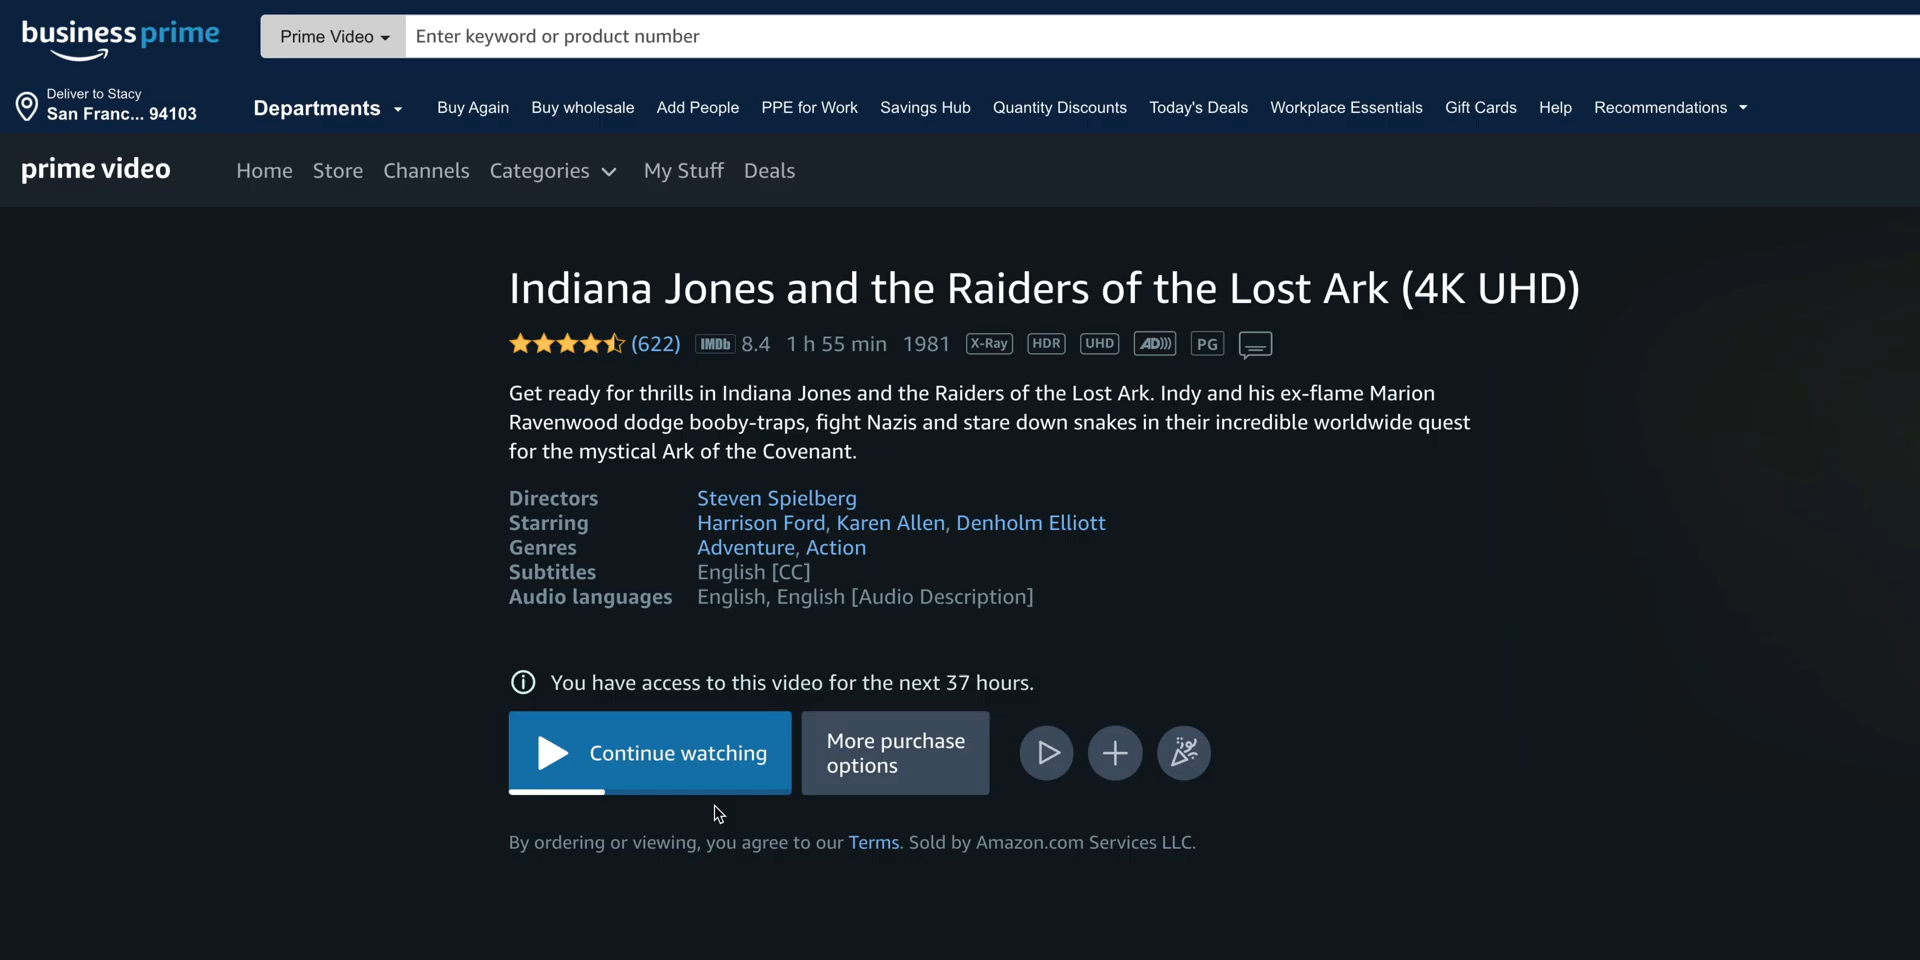 business prime
Prime Video
Enter keyword or product number
Deliver to Stacy
San Franc... 94103
Departments
Buy Again
Buy wholesale
Add People
PPE for Work
Savings Hub
Quantity Discounts
Today's Deals
Workplace Essentials
Gift Cards
Help
Recommendations
prime video
Home
Store
Channels
Categories
My Stuff
Deals
Indiana Jones and the Raiders of the Lost Ark (4K UHD)
(622) IMDb 8.4 1 h 55 min 1981 X-Ray HDR UHD AD))) PG
Get ready for thrills in Indiana Jones and the Raiders of the Lost Ark. Indy and his ex-flame Marion
Ravenwood dodge booby-traps, fight Nazis and stare down snakes in their incredible worldwide quest
for the mystical Ark of the Covenant.
Directors Steven Spielberg
Starring Harrison Ford, Karen Allen, Denholm Elliott
Genres Adventure, Action
Subtitles English [CC]
Audio languages English, English [Audio Description]
You have access to this video for the next 37 hours.
Continue watching
More purchase
options
By ordering or viewing, you agree to our Terms. Sold by Amazon.com Services LLC.